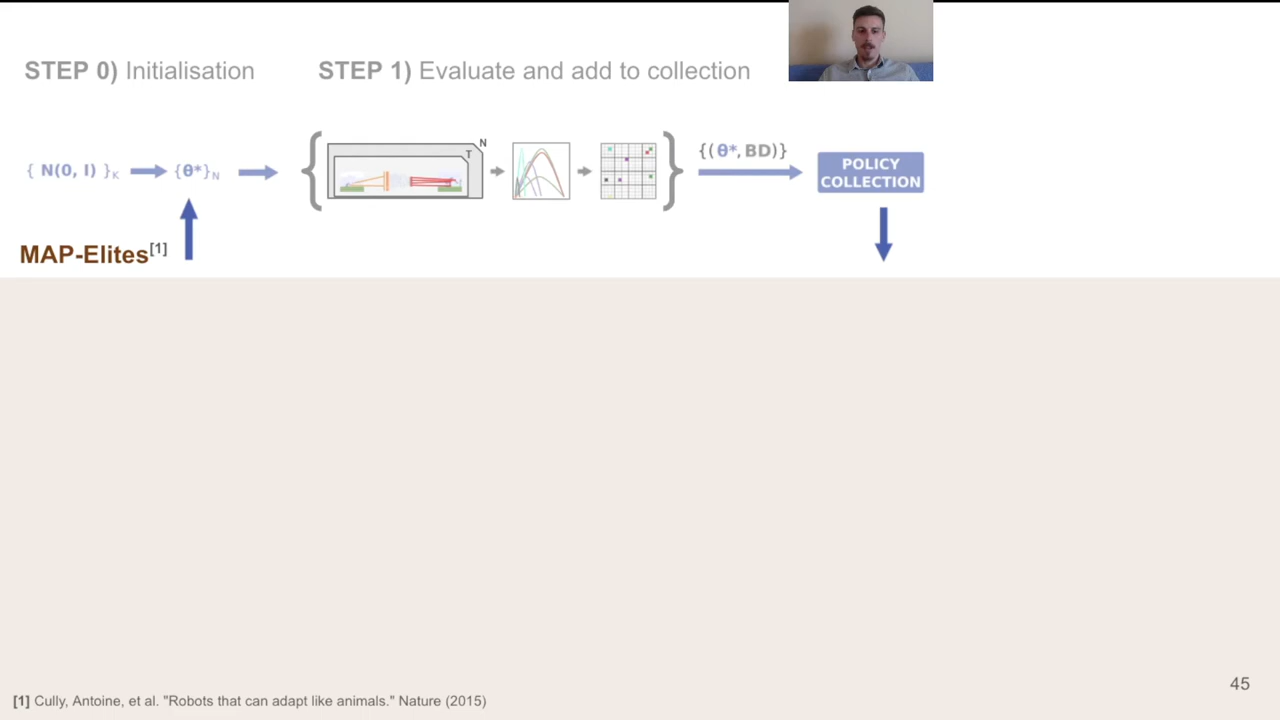 STEP 0) Initialisation
STEP 1) Evaluate and add to collection
{ N(0, I) }K
{θ*}N
N
T
{(θ*, BD)}
POLICY
COLLECTION
MAP-Elites[1]
45
[1] Cully, Antoine, et al. "Robots that can adapt like animals." Nature (2015)